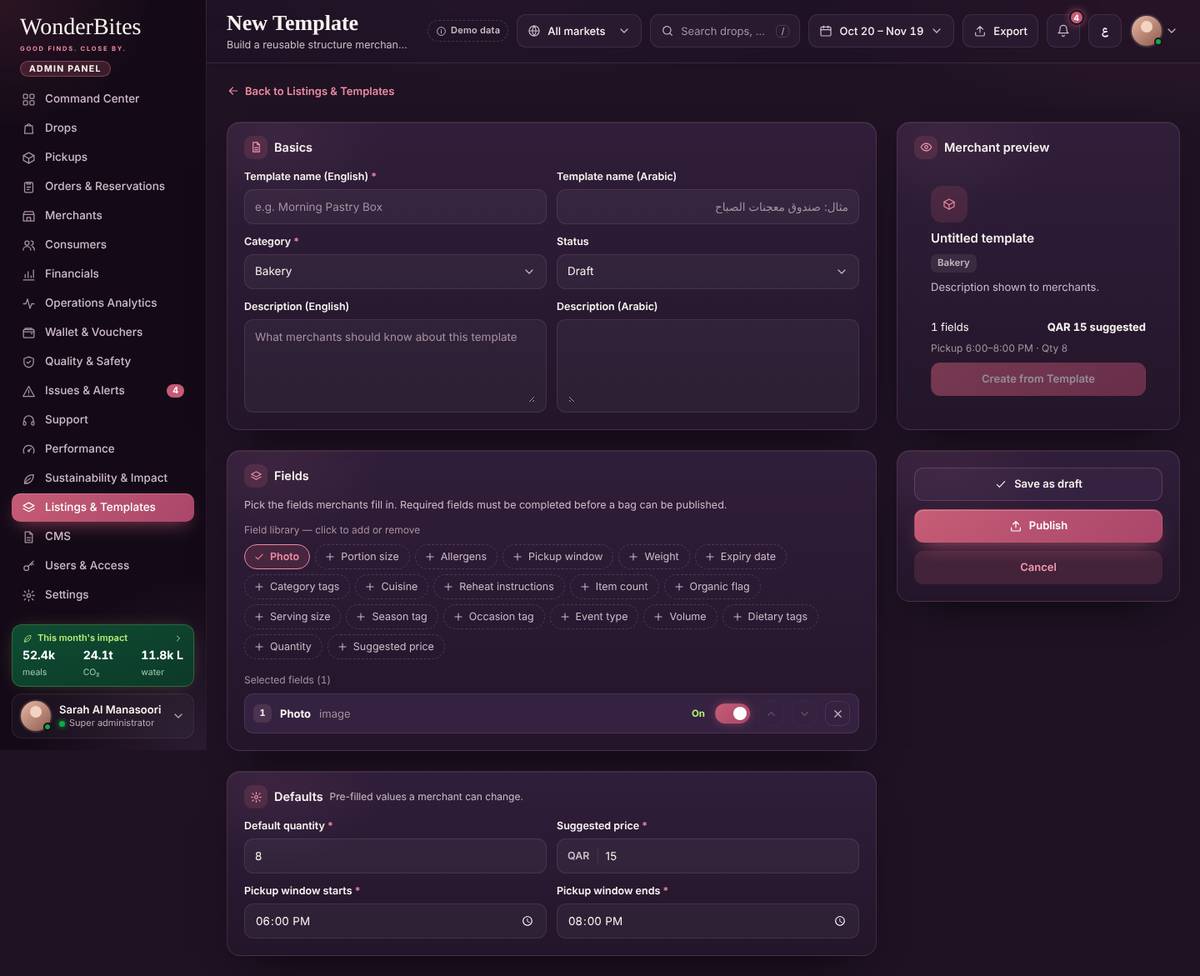 WonderBites
GOOD FINDS. CLOSE BY.
ADMIN PANEL
Command Center
Drops
Pickups
Orders & Reservations
Merchants
Consumers
Financials
Operations Analytics
Wallet & Vouchers
Quality & Safety
Issues & Alerts 4
Support
Performance
Sustainability & Impact
Listings & Templates
CMS
Users & Access
Settings
This month's impact
52.4k 24.1t 11.8k L
meals CO₂ water
Sarah Al Manasoori
Super administrator
New Template
Build a reusable structure merchan...
Demo data
All markets
Search drops, ... /
Oct 20 – Nov 19
Export
4
ع
Back to Listings & Templates
Basics
Template name (English) * Template name (Arabic)
e.g. Morning Pastry Box مثال: صندوق معجنات الصباح
Category * Status
Bakery Draft
Description (English) Description (Arabic)
What merchants should know about this template
Merchant preview
Untitled template
Bakery
Description shown to merchants.
1 fields QAR 15 suggested
Pickup 6:00–8:00 PM · Qty 8
Create from Template
Fields
Pick the fields merchants fill in. Required fields must be completed before a bag can be published.
Field library — click to add or remove
Photo Portion size Allergens Pickup window Weight Expiry date
Category tags Cuisine Reheat instructions Item count Organic flag
Serving size Season tag Occasion tag Event type Volume Dietary tags
Quantity Suggested price
Selected fields (1)
1 Photo image On
Save as draft
Publish
Cancel
Defaults Pre-filled values a merchant can change.
Default quantity * Suggested price *
8 QAR 15
Pickup window starts * Pickup window ends *
06:00 PM 08:00 PM